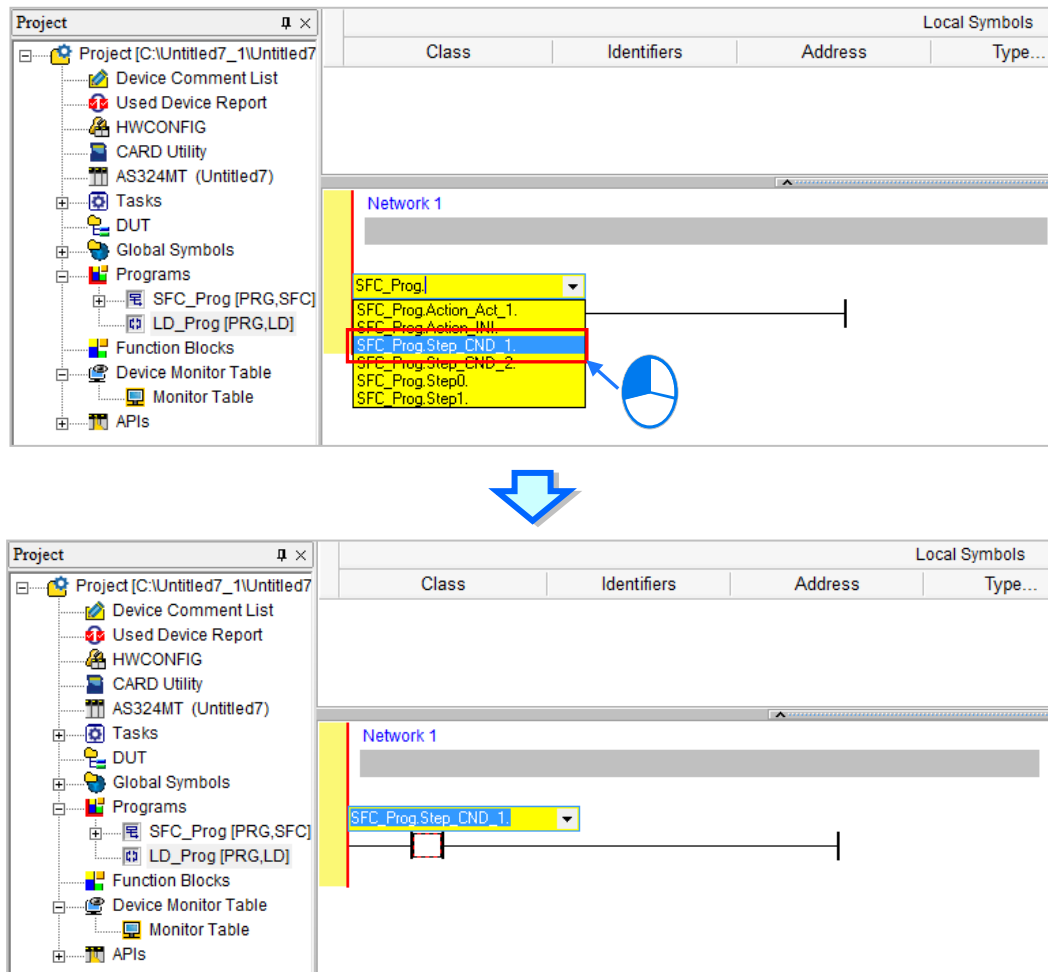 Project
Local Symbols
Class Identifiers Address Type...
Project [C:\Untitled7_1\Untitled7
Device Comment List
Used Device Report
HWCONFIG
CARD Utility
AS324MT (Untitled7)
Tasks
DUT
Global Symbols
Programs
SFC_Prog [PRG,SFC]
LD_Prog [PRG,LD]
Function Blocks
Device Monitor Table
Monitor Table
APIs
Network 1
SFC_Prog.
SFC_Prog.Action_Act_1.
SFC_Prog.Action_INI.
SFC_Prog.Step_CND_1.
SFC_Prog.Step_CND_2.
SFC_Prog.Step0.
SFC_Prog.Step1.
Project
Local Symbols
Class Identifiers Address Type...
Project [C:\Untitled7_1\Untitled7
Device Comment List
Used Device Report
HWCONFIG
CARD Utility
AS324MT (Untitled7)
Tasks
DUT
Global Symbols
Programs
SFC_Prog [PRG,SFC]
LD_Prog [PRG,LD]
Function Blocks
Device Monitor Table
Monitor Table
APIs
Network 1
SFC_Prog.Step_CND_1.